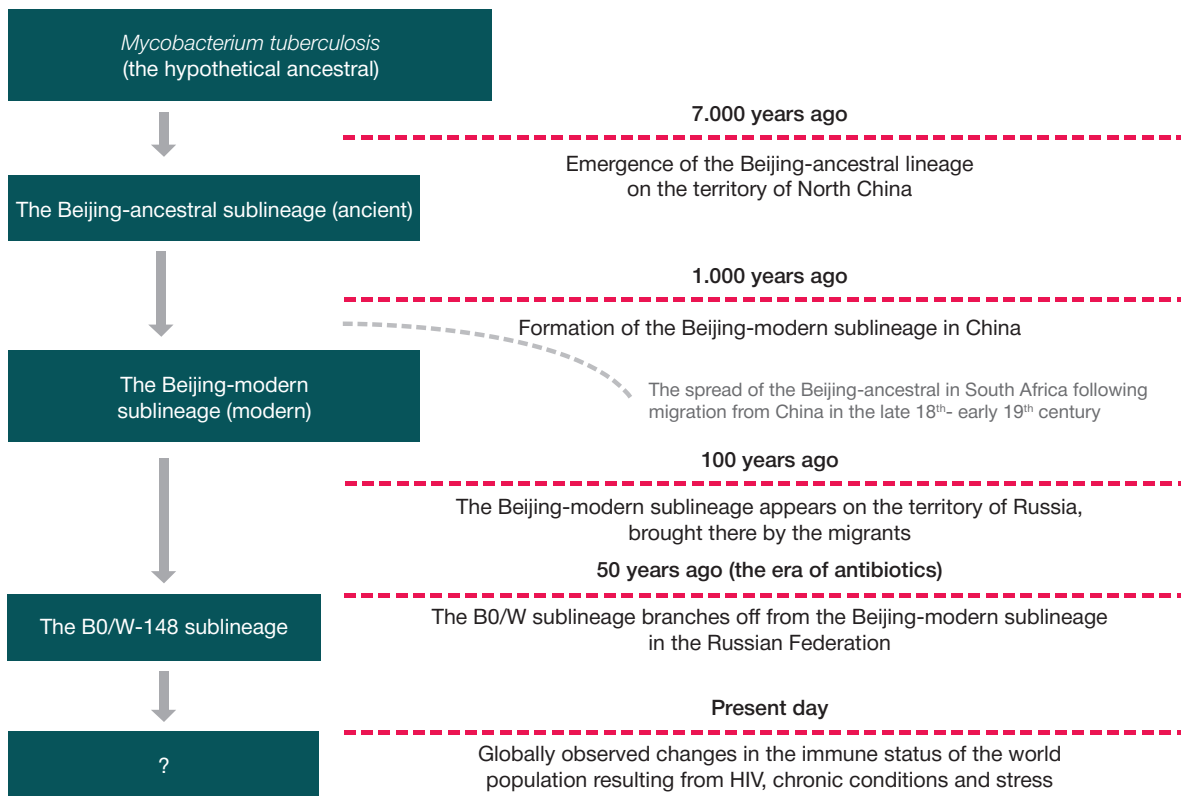 Mycobacterium tuberculosis
(the hypothetical ancestral)
7.000 years ago
Emergence of the Beijing-ancestral lineage
on the territory of North China
The Beijing-ancestral sublineage (ancient)
1.000 years ago
Formation of the Beijing-modern sublineage in China
The Beijing-modern
sublineage (modern)
The spread of the Beijing-ancestral in South Africa following
migration from China in the late 18th- early 19th century
100 years ago
The Beijing-modern sublineage appears on the territory of Russia,
brought there by the migrants
50 years ago (the era of antibiotics)
The B0/W-148 sublineage
The B0/W sublineage branches off from the Beijing-modern sublineage
in the Russian Federation
Present day
?
Globally observed changes in the immune status of the world
population resulting from HIV, chronic conditions and stress